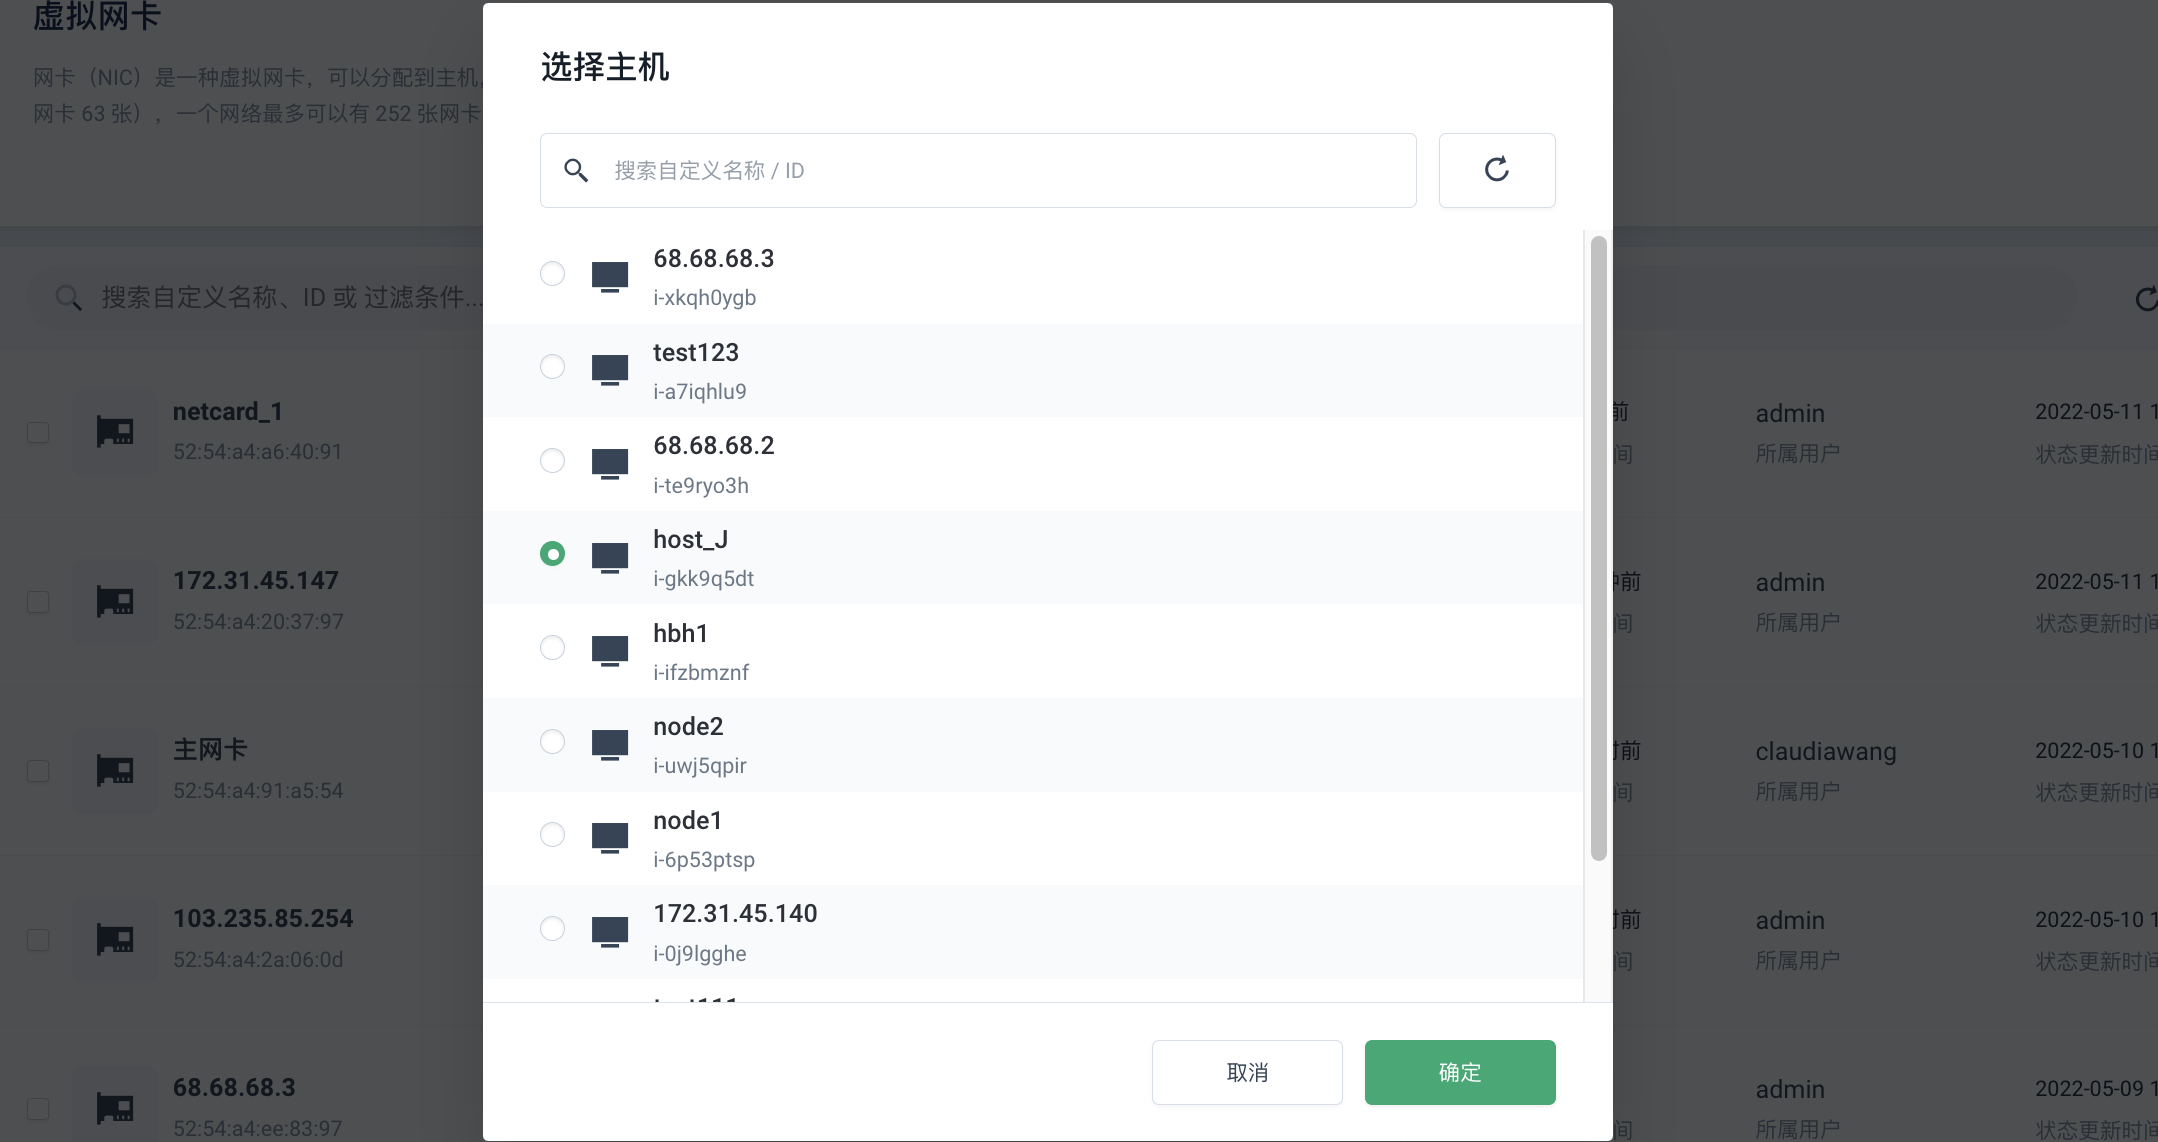 虚拟网卡
网卡（NIC）是一种虚拟网卡，可以分配到主机，
网卡 63 张），一个网络最多可以有 252 张网卡
搜索自定义名称、ID 或 过滤条件...
netcard_1
52:54:a4:a6:40:91
172.31.45.147
52:54:a4:20:37:97
主网卡
52:54:a4:91:a5:54
103.235.85.254
52:54:a4:2a:06:0d
68.68.68.3
52:54:a4:ee:83:97
选择主机
搜索自定义名称 / ID
68.68.68.3
i-xkqh0ygb
test123
i-a7iqhlu9
68.68.68.2
i-te9ryo3h
host_J
i-gkk9q5dt
hbh1
i-ifzbmznf
node2
i-uwj5qpir
node1
i-6p53ptsp
172.31.45.140
i-0j9lgghe
取消
确定
前 admin 2022-05-11 1
间 所属用户 状态更新时间
前 admin 2022-05-11 1
间 所属用户 状态更新时间
前 claudiawang 2022-05-10 1
间 所属用户 状态更新时间
前 admin 2022-05-10 1
间 所属用户 状态更新时间
admin 2022-05-09 1
间 所属用户 状态更新时间